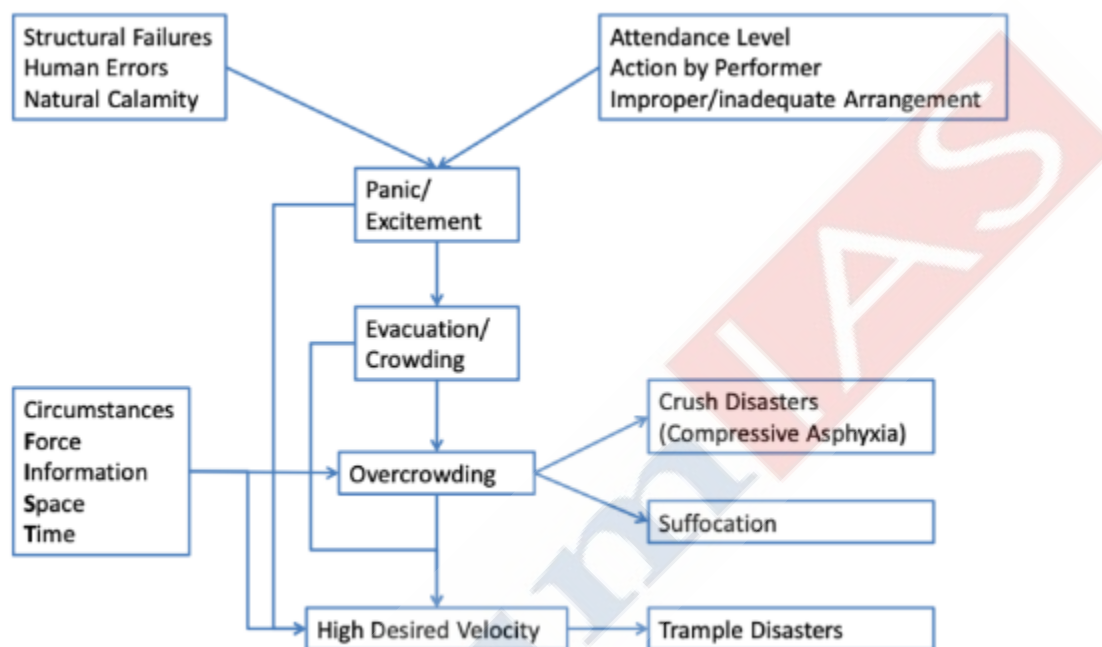 Structural Failures
Human Errors
Natural Calamity
Attendance Level
Action by Performer
Improper/inadequate Arrangement
Panic/
Excitement
Evacuation/
Crowding
Circumstances
Force
Information
Space
Time
Overcrowding
Crush Disasters
(Compressive Asphyxia)
Suffocation
High Desired Velocity
Trample Disasters
IAS